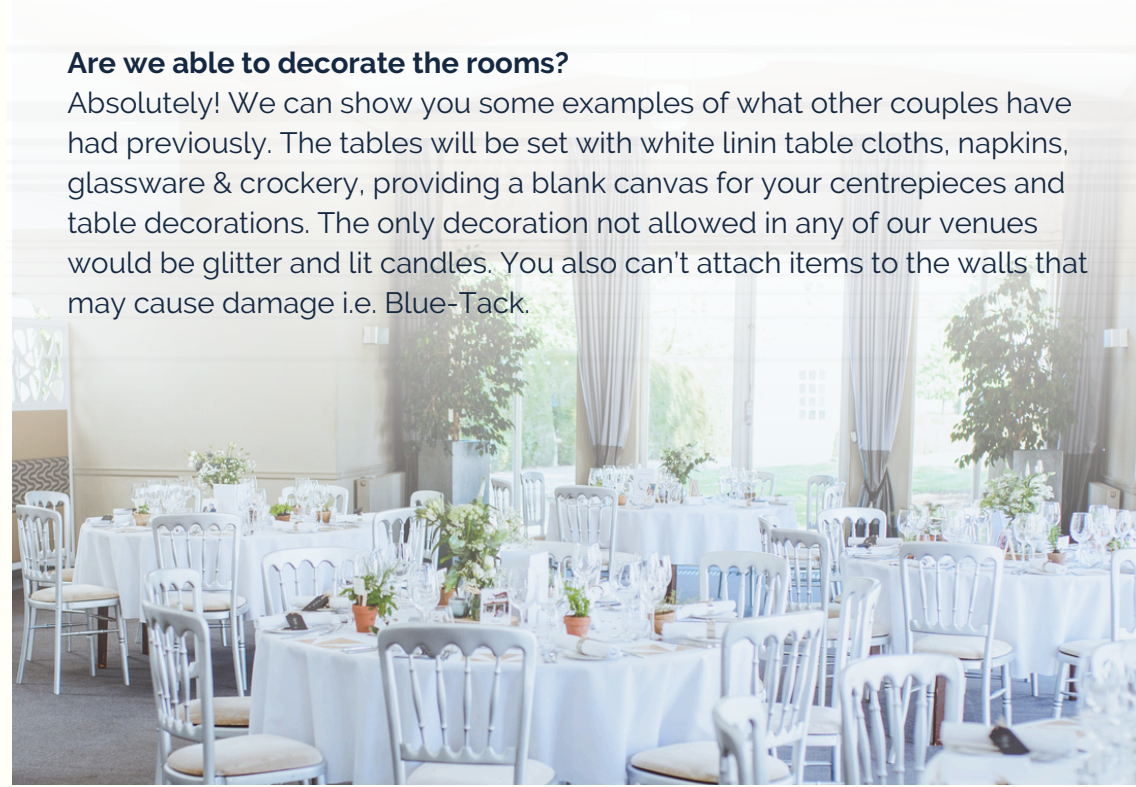 Are we able to decorate the rooms?
Absolutely! We can show you some examples of what other couples have
had previously. The tables will be set with white linin table cloths, napkins,
glassware & crockery, providing a blank canvas for your centrepieces and
table decorations. The only decoration not allowed in any of our venues
would be glitter and lit candles. You also can't attach items to the walls that
may cause damage i.e. Blue-Tack.